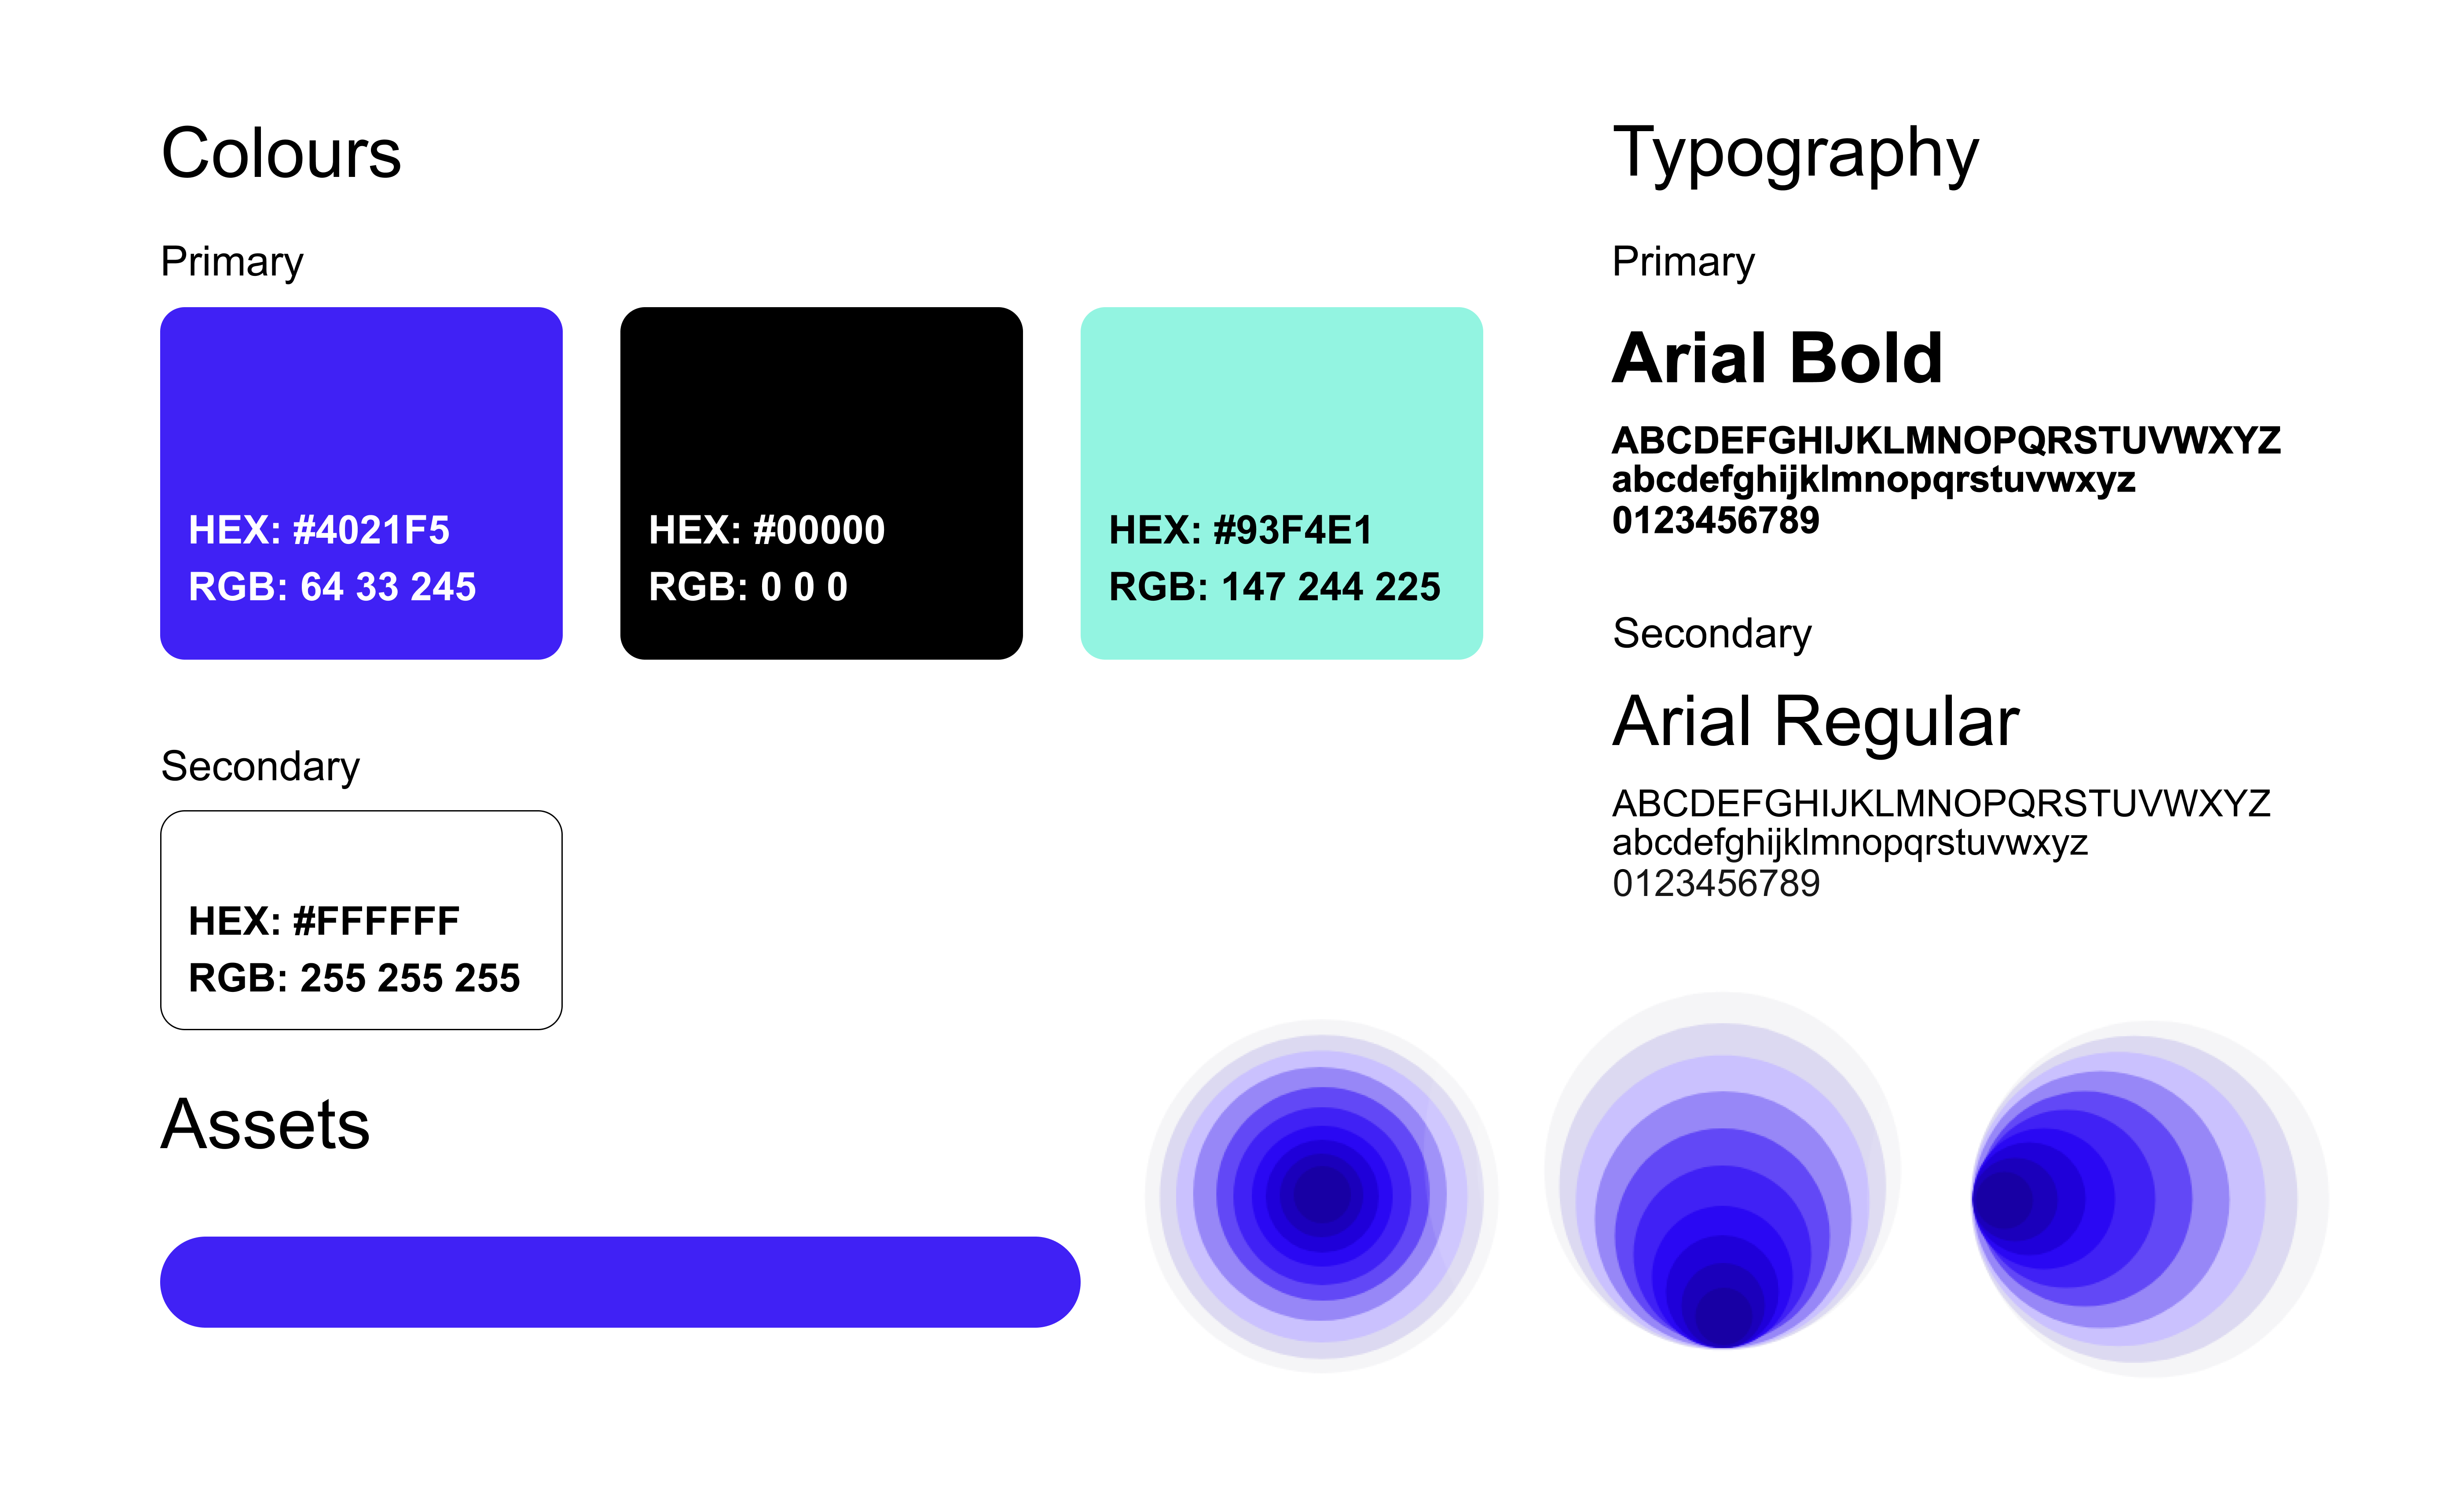 Colours
Primary
HEX: #4021F5
RGB: 64 33 245
HEX: #00000
RGB: 0 0 0
HEX: #93F4E1
RGB: 147 244 225
Secondary
HEX: #FFFFFF
RGB: 255 255 255
Assets
Typography
Primary
Arial Bold
ABCDEFGHIJKLMNOPQRSTUVWXYZ
abcdefghijklmnopqrstuvwxyz
0123456789
Secondary
Arial Regular
ABCDEFGHIJKLMNOPQRSTUVWXYZ
abcdefghijklmnopqrstuvwxyz
0123456789